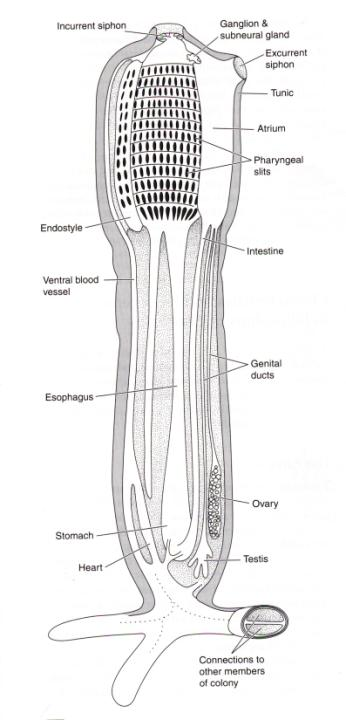 Incurrent siphon
Ganglion &
subneural gland
Excurrent
siphon
Tunic
Atrium
Pharyngeal
slits
Endostyle
Intestine
Ventral blood
vessel
Genital
ducts
Esophagus
Ovary
Stomach
Testis
Heart
Connections to
other members
of colony